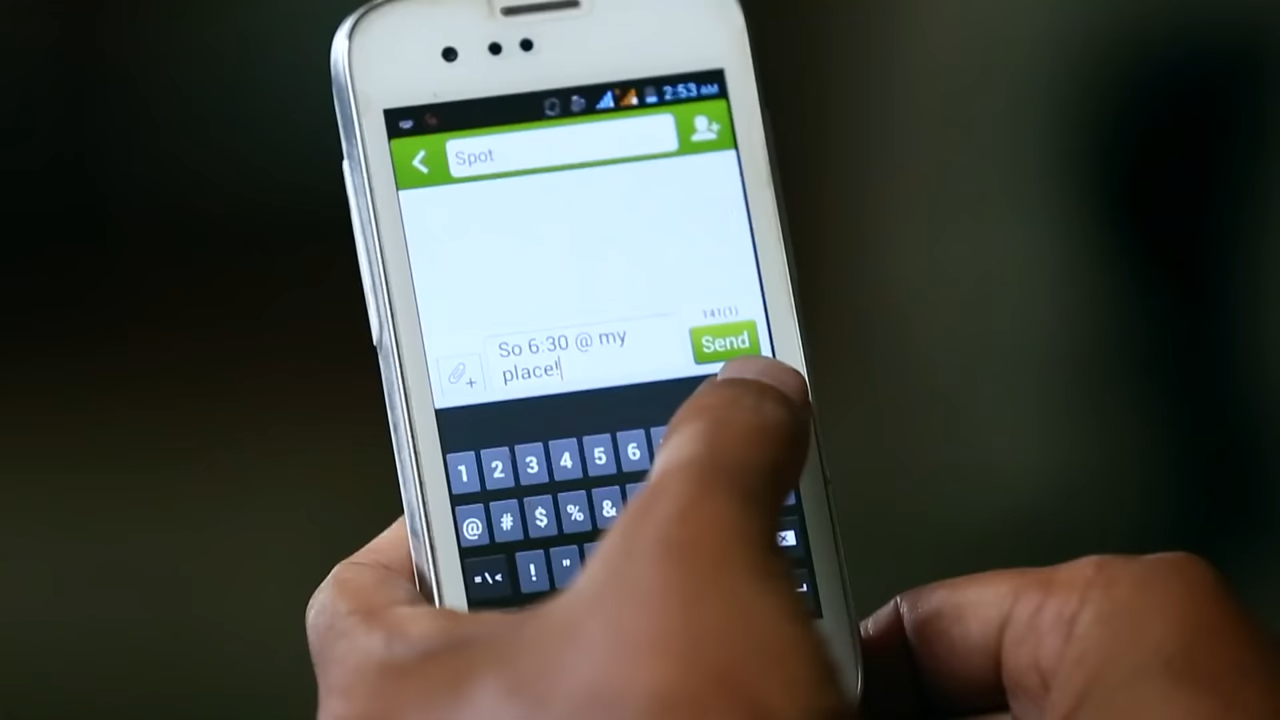 2:53 AM
Spot
141(1)
So 6:30 @ my
place!
Send
1 2 3 4 5 6
@ # $ % &
=\< ! "